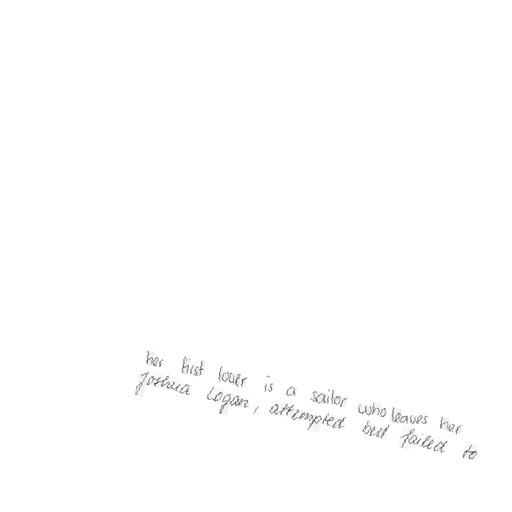 her first lover is a sailor who leaves her
Joshua Logan, attempted but failed to